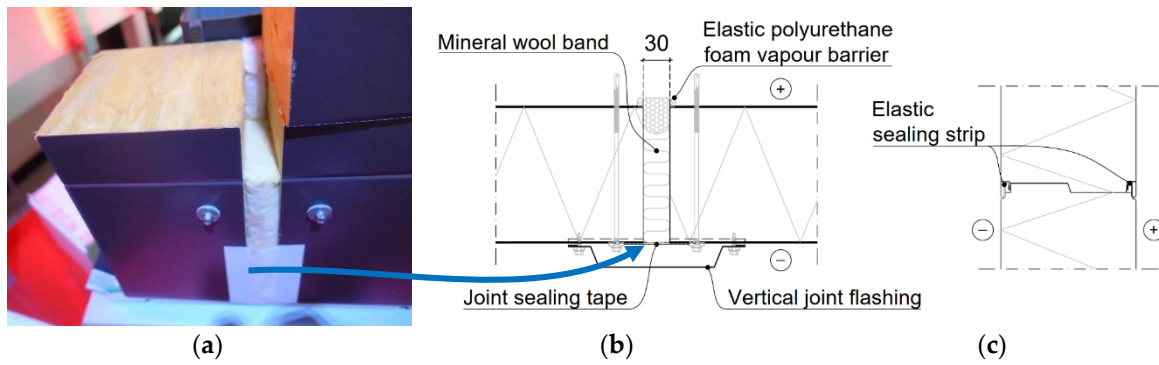 Mineral wool band
30
Elastic polyurethane
foam vapour barrier
+
−
Joint sealing tape
Vertical joint flashing
Elastic
sealing strip
−
+
(a)
(b)
(c)